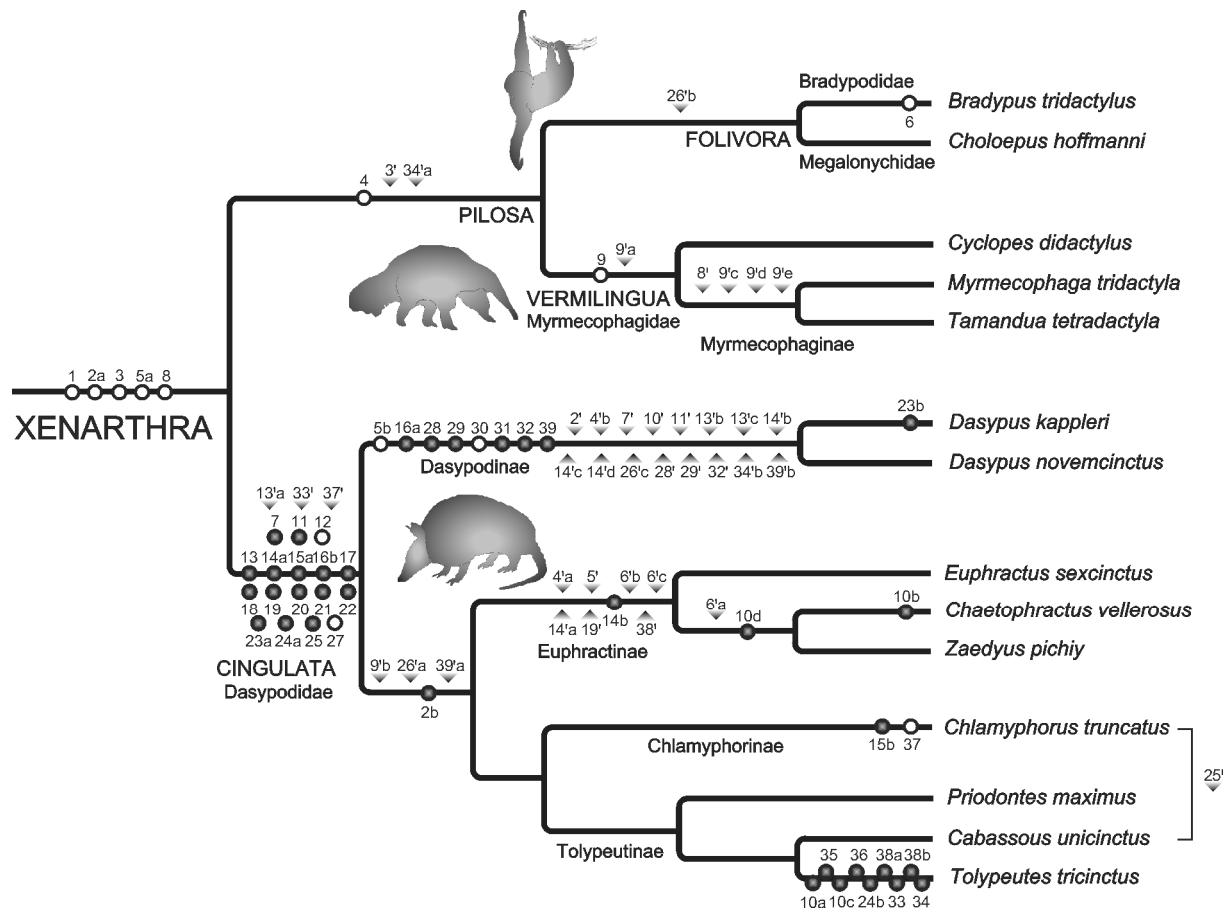 Bradypodidae
26'b
Bradypus tridactylus
6
FOLIVORA
Choloepus hoffmanni
Megalonychidae
4 3' 34'a
PILOSA
9 9'a
Cyclopes didactylus
8' 9'c 9'd 9'e
Myrmecophaga tridactyla
VERMILINGUA
Myrmecophagidae
Tamandua tetradactyla
Myrmecophaginae
1 2a 3 5a 8
XENARTHRA
23b
5b 16a 28 29 30 31 32 39 2' 4'b 7' 10' 11' 13'b 13'c 14'b
Dasypus kappleri
Dasypodinae
14'c 14'd 26'c 28' 29' 32' 34'b 39'b
Dasypus novemcinctus
13'a 33' 37'
7 11 12
13 14a 15a 16b 17
18 19 20 21 22
23a 24a 25 27
CINGULATA
Dasypodidae
4'a 5' 6'b 6'c
Euphractus sexcinctus
14'a 19' 14b 38'
Euphractinae
6'a 10d
10b
Chaetophractus vellerosus
Zaedyus pichiy
9'b 26'a 39'a
2b
Chlamyphorinae
15b 37
Chlamyphorus truncatus
25'
Priodontes maximus
Tolypeutinae
Cabassous unicinctus
35 36 38a 38b
Tolypeutes tricinctus
10a 10c 24b 33 34